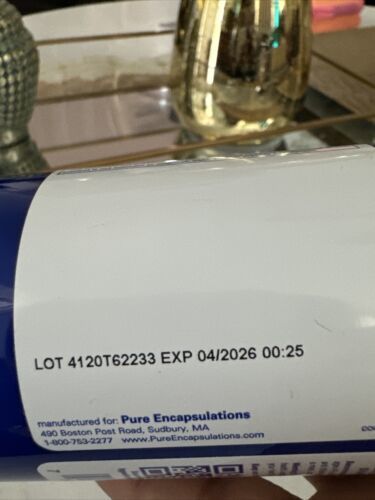 LOT 4120T62233 EXP 04/2026 00:25
manufactured for: Pure Encapsulations
490 Boston Post Road, Sudbury, MA
1-800-753-2277 www.PureEncapsulations.com